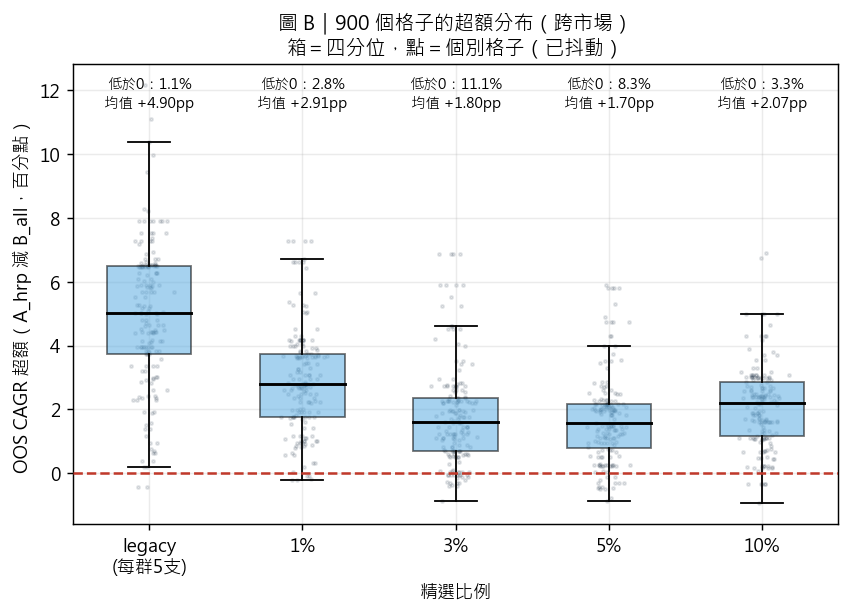 圖 B｜900 個格子的超額分布（跨市場）
箱＝四分位．點＝個別格子（已抖動）
低於0：1.1%
均值 +4.90pp
低於0：2.8%
均值 +2.91pp
低於0：11.1%
均值 +1.80pp
低於0：8.3%
均值 +1.70pp
低於0：3.3%
均值 +2.07pp
OOS CAGR 超額（A_hrp 減 B_all．百分點）
12
10
8
6
4
2
0
legacy
(每群5支)
1%
3%
5%
10%
精選比例